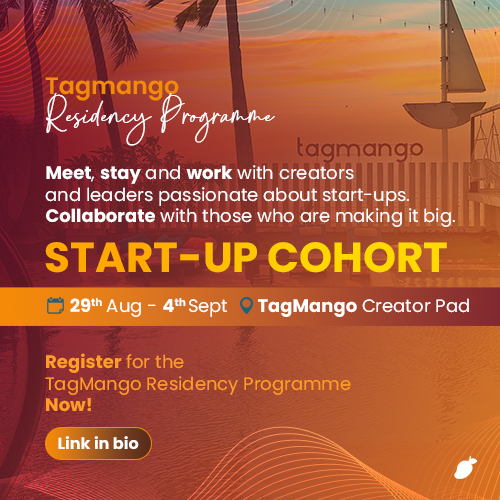 Tagmango
Residency Programme
tagmango
Meet, stay and work with creators
and leaders passionate about start-ups.
Collaborate with those who are making it big.
START-UP COHORT
29th Aug - 4th Sept TagMango Creator Pad
Register for the
TagMango Residency Programme
Now!
Link in bio